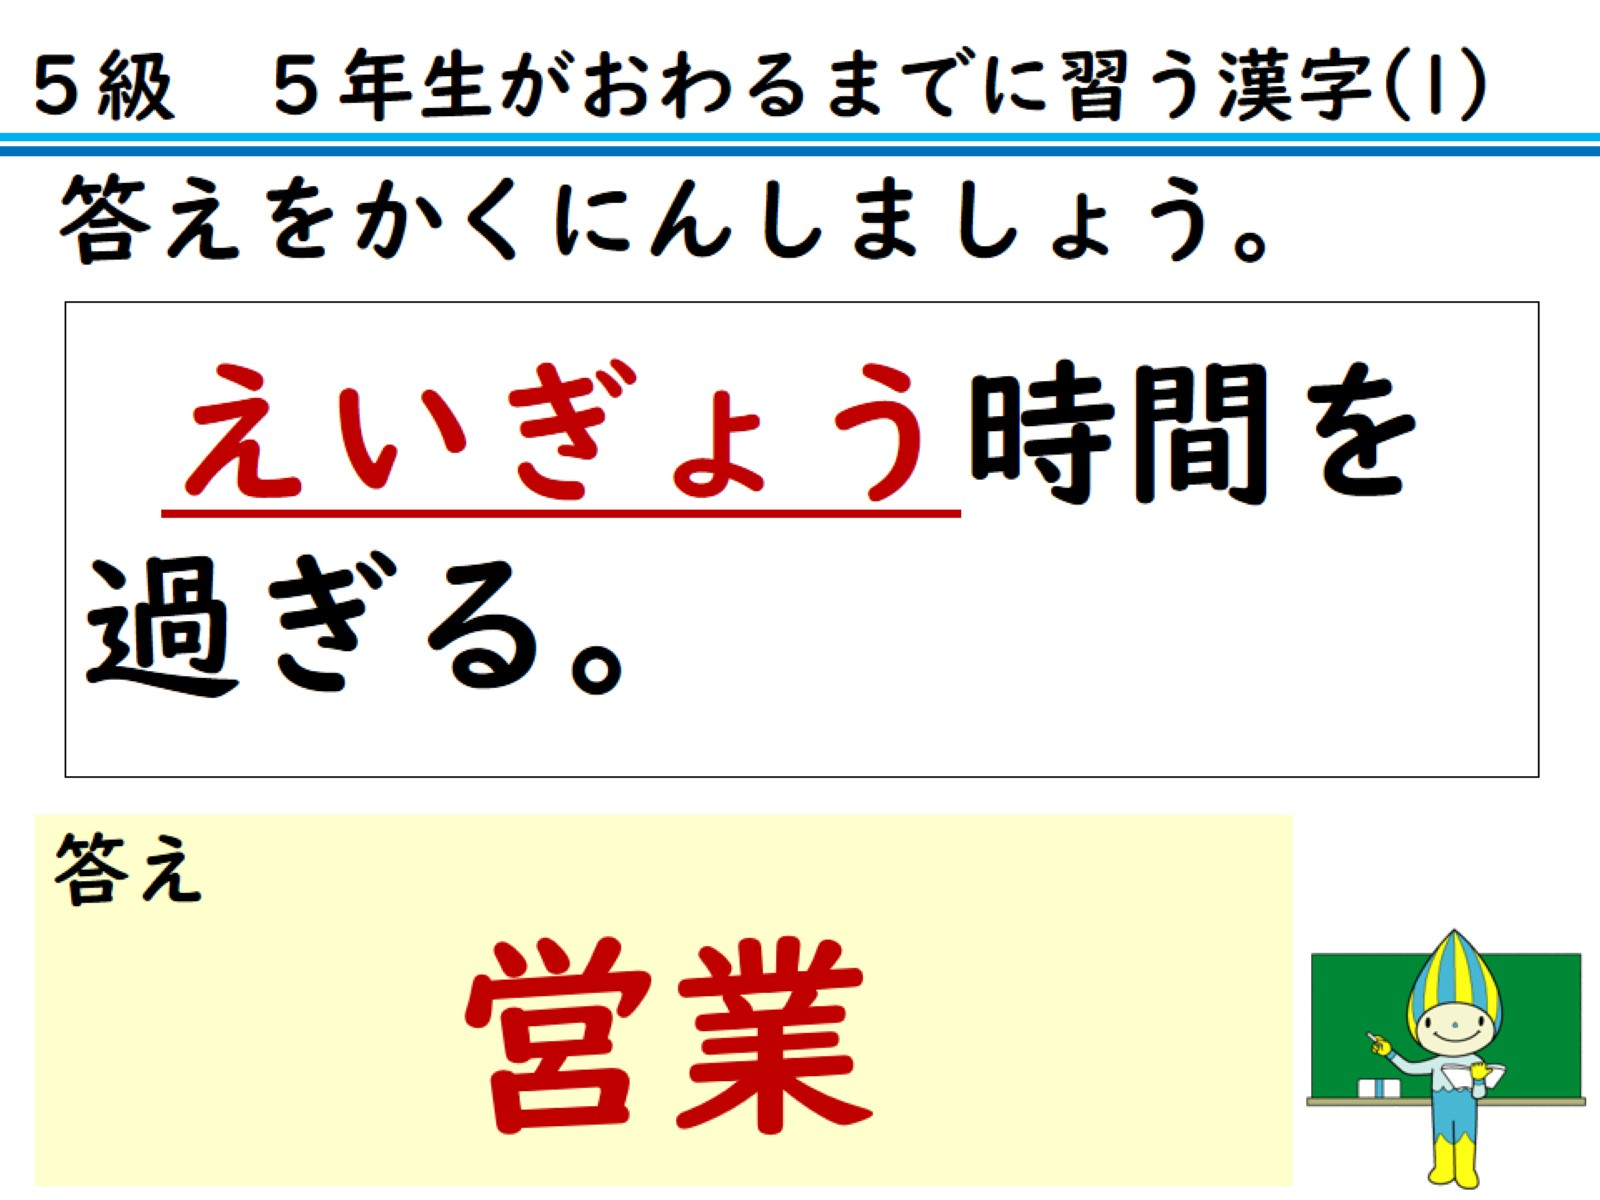 ５級　５年生がおわるまでに習う漢字(1)
答えをかくにんしましょう。
えいぎょう時間を
過ぎる。
答え
営業